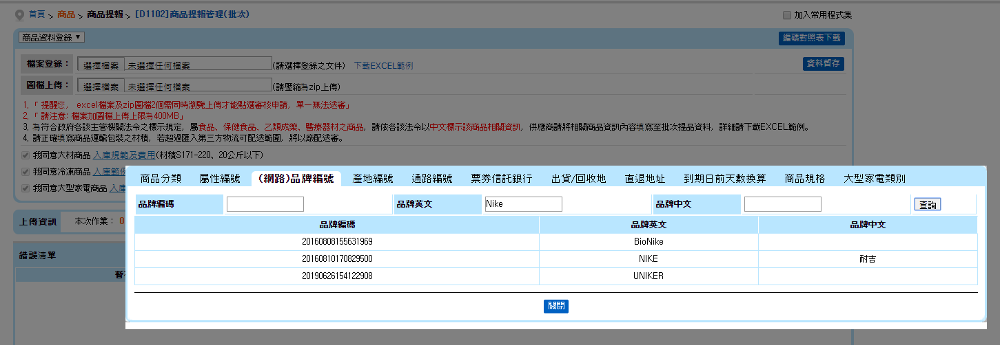 首頁 > 商品 > 商品提報 > [D1102]商品提報管理(批次)
加入常用程式集
商品資料登錄 ▼
編碼對照表下載
檔案登錄： 選擇檔案 未選擇任何檔案 (請選擇登錄之文件) 下載EXCEL範例
資料暫存
圖檔上傳： 選擇檔案 未選擇任何檔案 (請壓縮為zip上傳)
1.「 提醒您， excel檔案及zip圖檔2個需同時瀏覽上傳才能點選審核申請，單一無法送審」
2.「 請注意: 檔案加圖檔上傳上限為400MB」
3. 為符合政府各該主管機關法令之標示規定，屬食品、保健食品、乙類成藥、醫療器材之商品，請依各該法令以中文標示該商品相關資訊，供應商請將相關商品資訊內容填寫至批次提品資料，詳細請下載EXCEL範例。
4. 請正確填寫商品運輸包裝之材積，若超過匯入第三方物流可配送範圍，將以廠配送審。
我同意大材商品 入庫規範及費用(材積S171-220、20公斤以下)
我同意冷凍商品 入庫範例
我同意大型家電商品 入庫
商品分類 屬性編號 (網路)品牌編號 產地編號 通路編號 票券信託銀行 出貨/回收地 直退地址 到期日前天數換算 商品規格 大型家電類別
品牌編碼 品牌英文 Nike 品牌中文 查詢
上傳資訊 本次作業： 0
品牌編碼 品牌英文 品牌中文
20160808155631969 BioNike
20160810170829500 NIKE 耐吉
20190626154122908 UNIKER
錯誤清單
暫
關閉